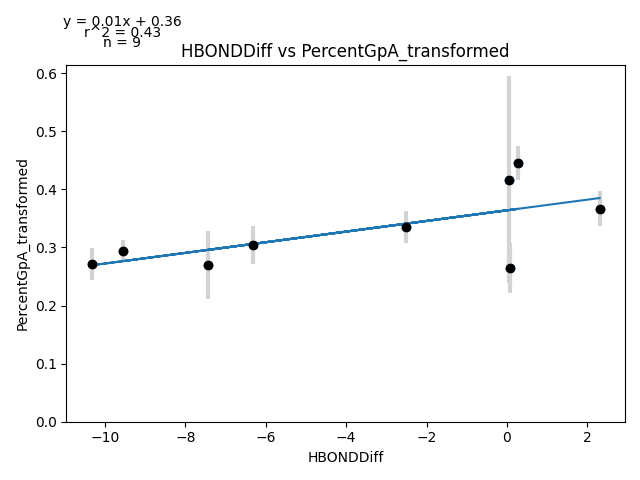 y = 0.01x + 0.36
r^2 = 0.43
n = 9
HBONDDiff vs PercentGpA_transformed
PercentGpA_transformed
0.6
0.5
0.4
0.3
0.2
0.1
0.0
−10
−8
−6
−4
−2
0
2
HBONDDiff